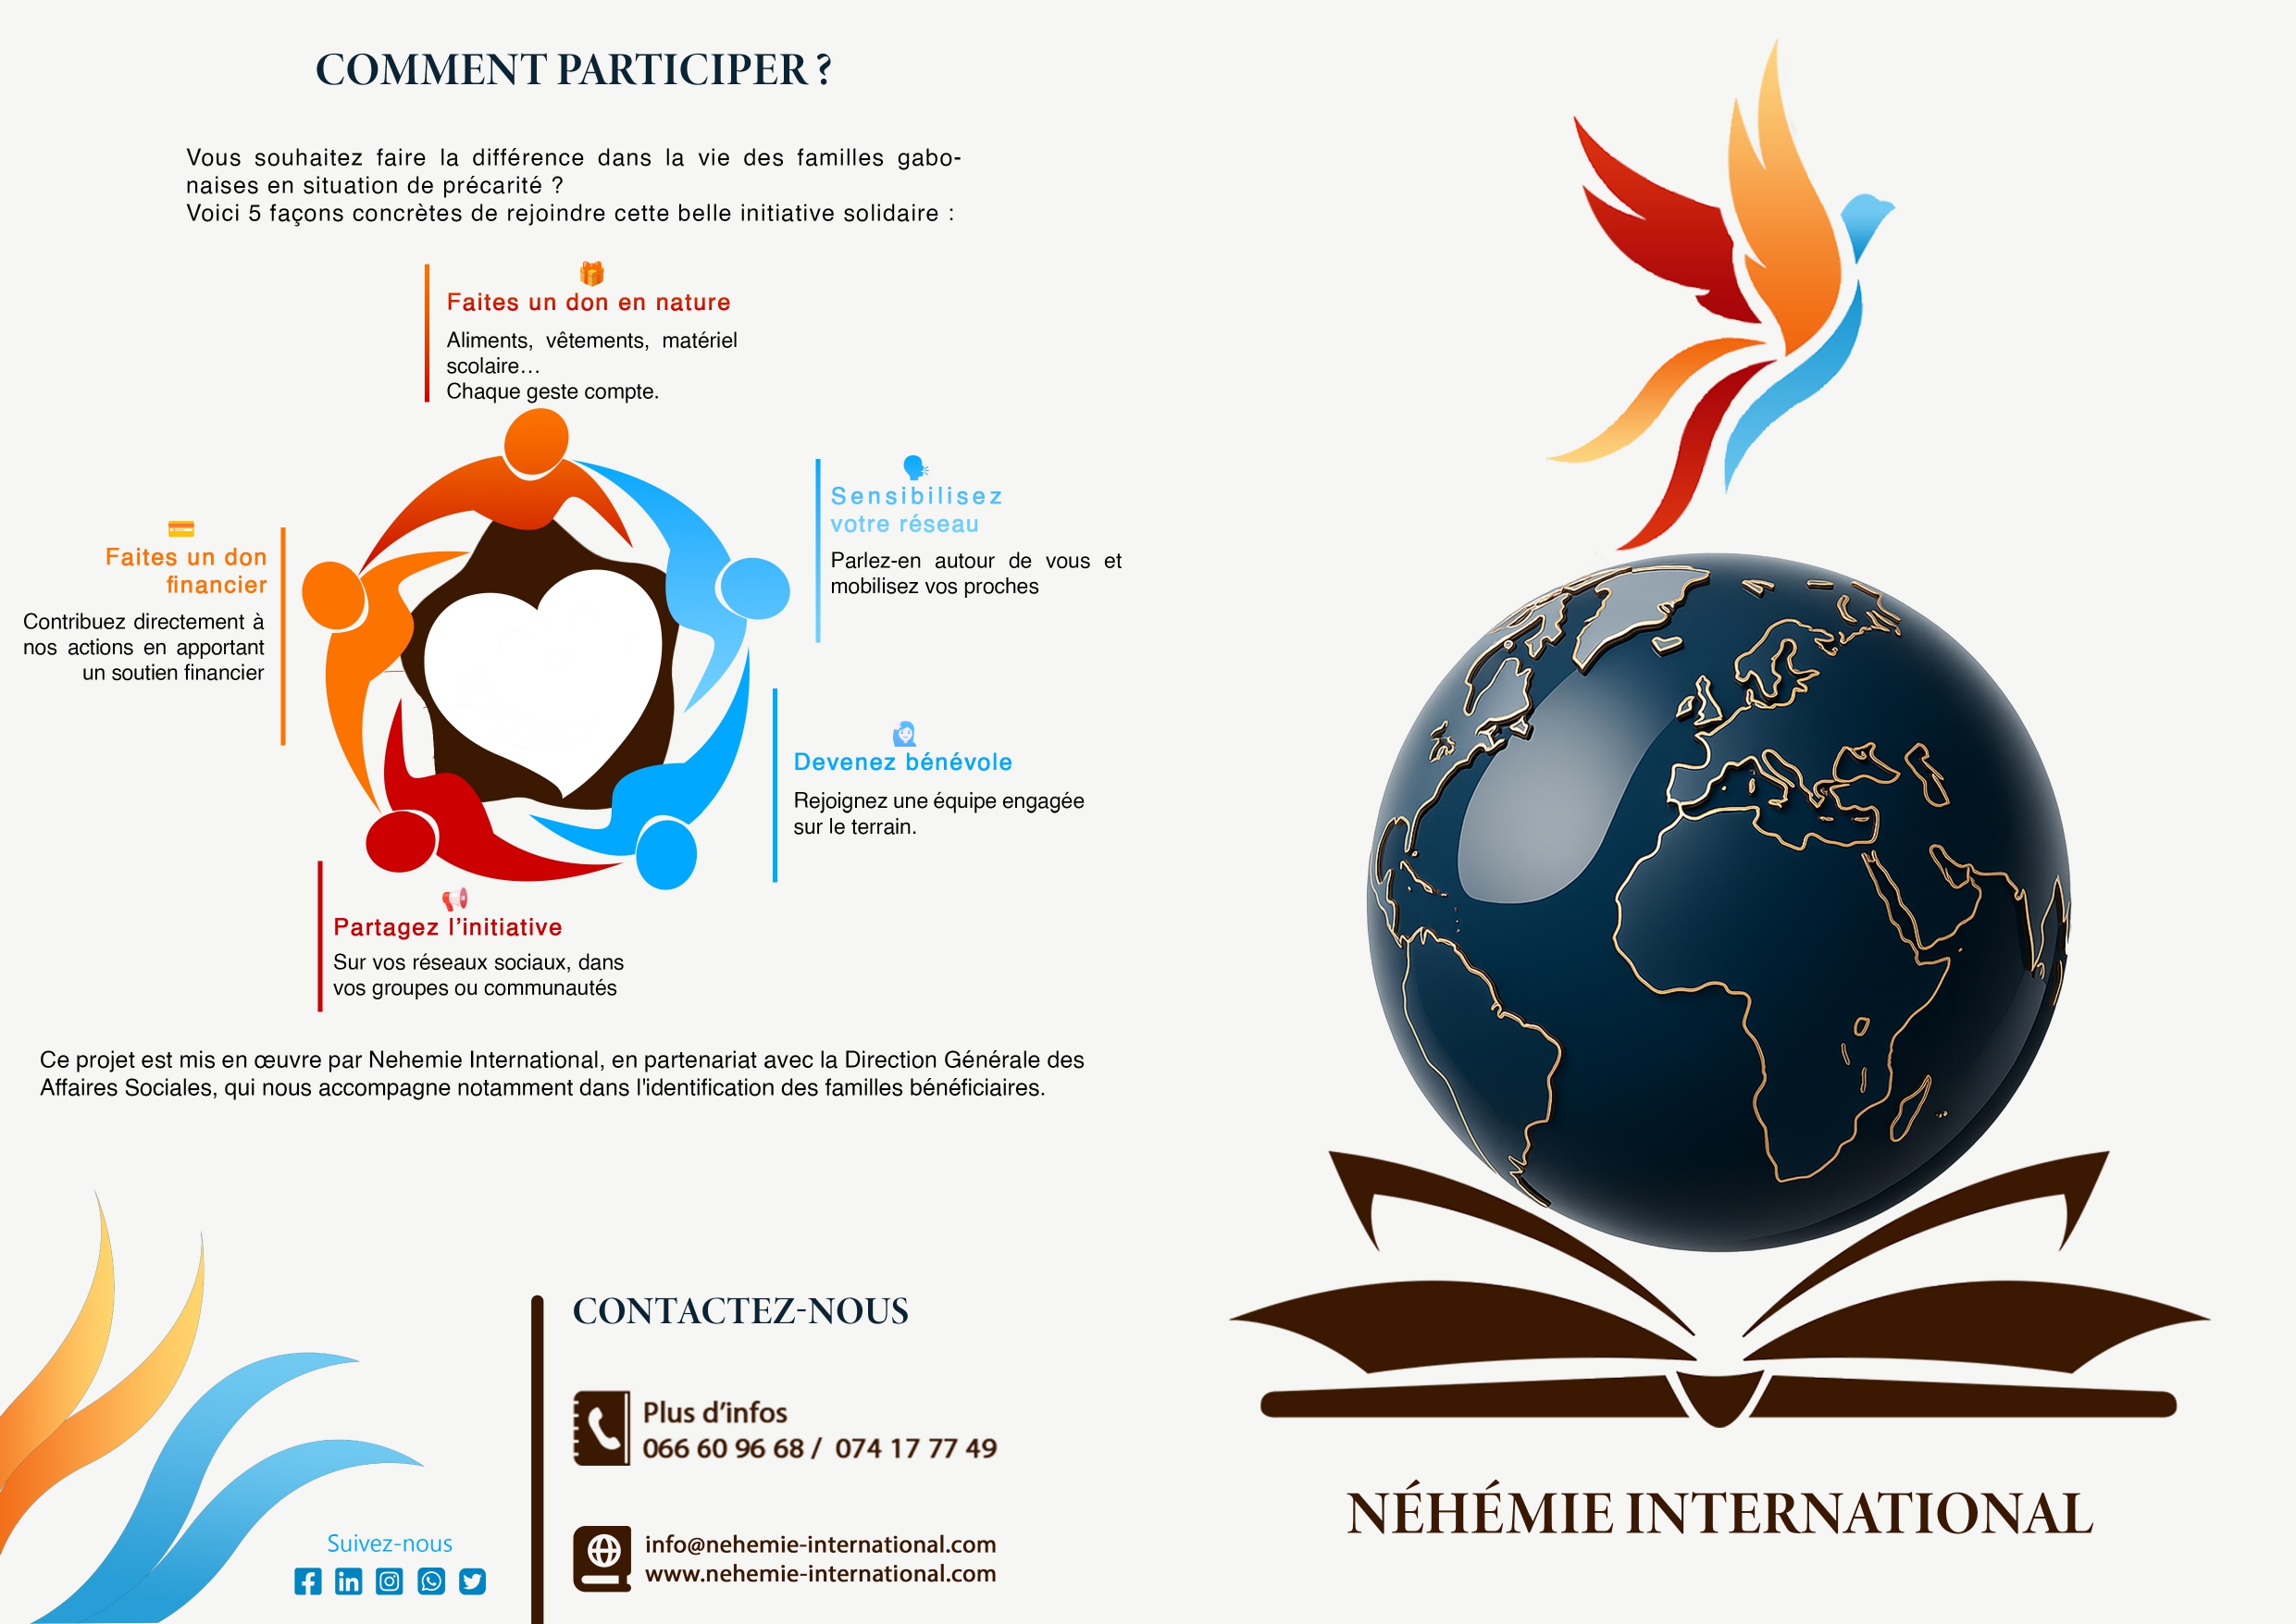 COMMENT PARTICIPER ?
Vous souhaitez faire la différence dans la vie des familles gabo-
naises en situation de précarité ?
Voici 5 façons concrètes de rejoindre cette belle initiative solidaire :
Faites un don en nature
Aliments, vêtements, matériel
scolaire…
Chaque geste compte.
Sensibilisez
votre réseau
Parlez-en autour de vous et
mobilisez vos proches
Faites un don
financier
Contribuez directement à
nos actions en apportant
un soutien financier
Devenez bénévole
Rejoignez une équipe engagée
sur le terrain.
Partagez l’initiative
Sur vos réseaux sociaux, dans
vos groupes ou communautés
Ce projet est mis en œuvre par Nehemie International, en partenariat avec la Direction Générale des
Affaires Sociales, qui nous accompagne notamment dans l'identification des familles bénéficiaires.
CONTACTEZ-NOUS
Plus d’infos
066 60 96 68 / 074 17 77 49
info@nehemie-international.com
www.nehemie-international.com
Suivez-nous
NÉHÉMIE INTERNATIONAL